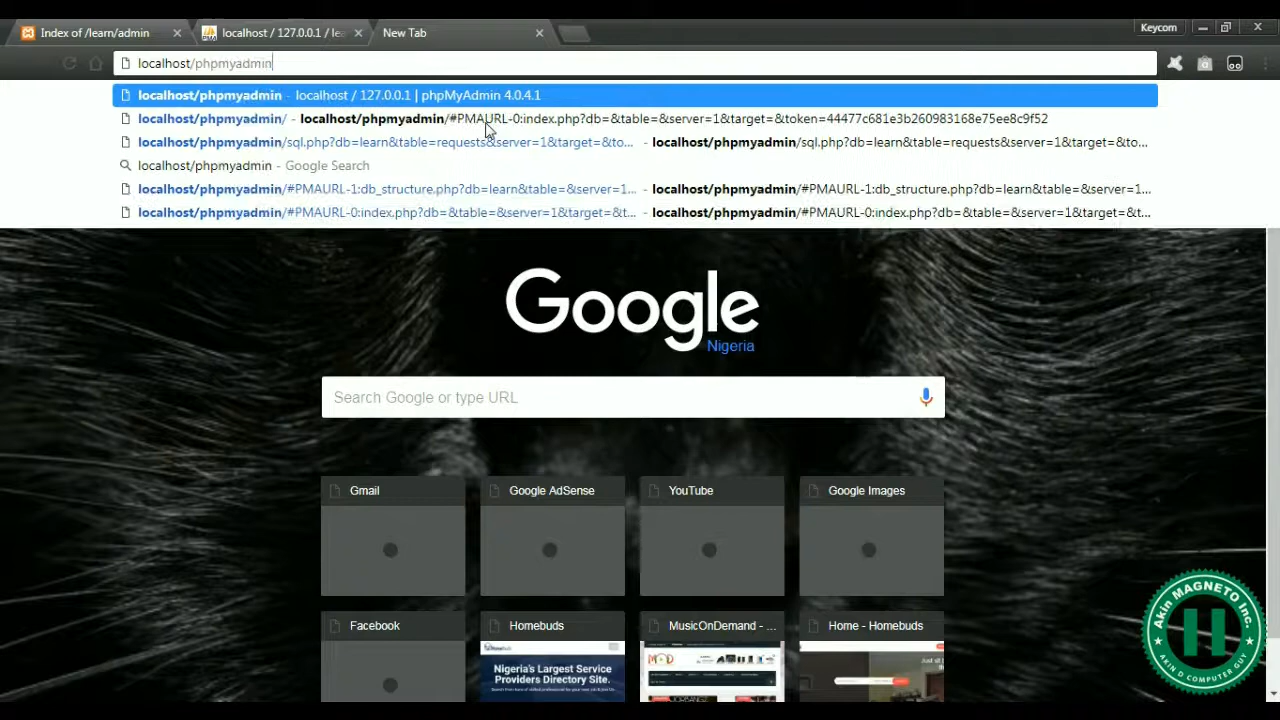 Index of /learn/admin
localhost / 127.0.0.1 / le
New Tab
Keycom
localhost/phpmyadmin
localhost/phpmyadmin - localhost / 127.0.0.1 | phpMyAdmin 4.0.4.1
localhost/phpmyadmin/ - localhost/phpmyadmin/#PMAURL-0:index.php?db=&table=&server=1&target=&token=44477c681e3b260983168e75ee8c9f52
localhost/phpmyadmin/sql.php?db=learn&table=requests&server=1&target=&to... - localhost/phpmyadmin/sql.php?db=learn&table=requests&server=1&target=&to...
localhost/phpmyadmin - Google Search
localhost/phpmyadmin/#PMAURL-1:db_structure.php?db=learn&table=&server=1... - localhost/phpmyadmin/#PMAURL-1:db_structure.php?db=learn&table=&server=1...
localhost/phpmyadmin/#PMAURL-0:index.php?db=&table=&server=1&target=&t... - localhost/phpmyadmin/#PMAURL-0:index.php?db=&table=&server=1&target=&t...
Google
Nigeria
Search Google or type URL
Gmail
Google AdSense
YouTube
Google Images
Facebook
Homebuds
MusicOnDemand - ...
Home - Homebuds
Nigeria's Largest Service
Providers Directory Site.
MOD
Akin MAGNETO Inc.
AKIN D COMPUTER GUY